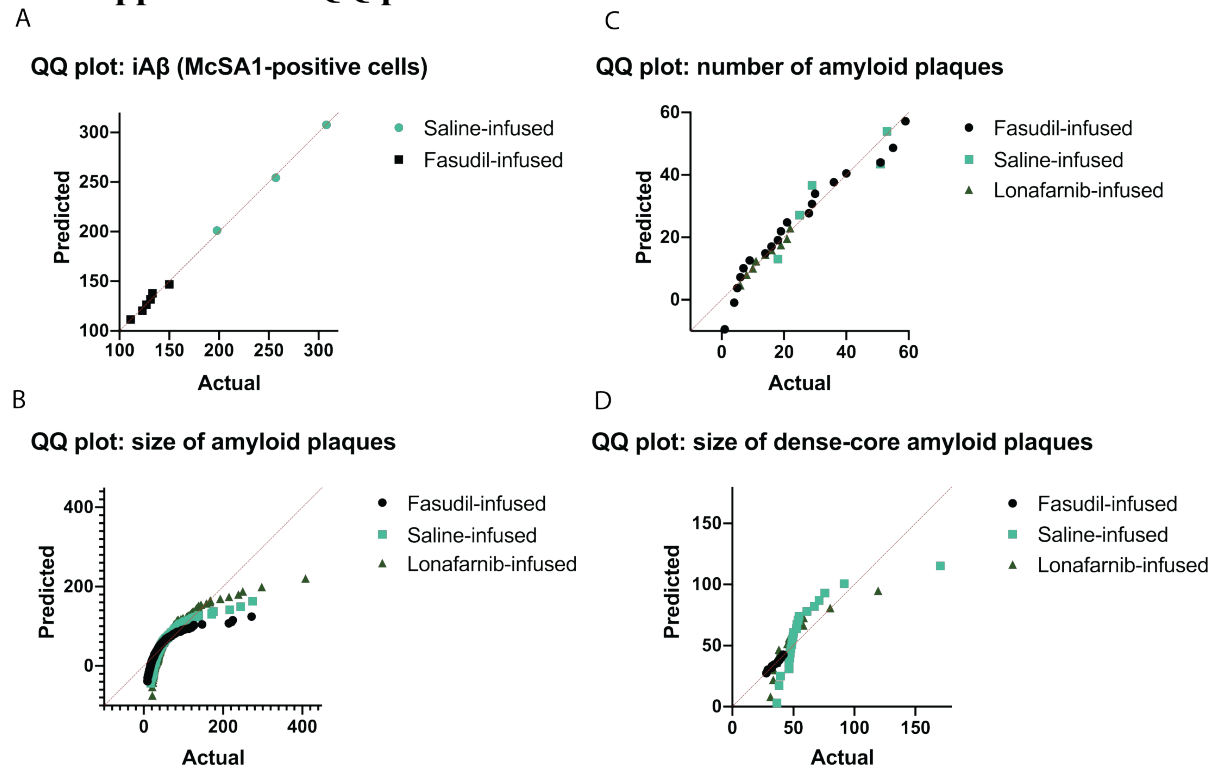 A
QQ plot: iAβ (McSA1-positive cells)
300
250
200
150
100
100 150 200 250 300
Predicted
Actual
Saline-infused
Fasudil-infused
C
QQ plot: number of amyloid plaques
60
40
20
0
0 20 40 60
Predicted
Actual
Fasudil-infused
Saline-infused
Lonafarnib-infused
B
QQ plot: size of amyloid plaques
400
200
0
0 200 400
Predicted
Actual
Fasudil-infused
Saline-infused
Lonafarnib-infused
D
QQ plot: size of dense-core amyloid plaques
150
100
50
0
0 50 100 150
Predicted
Actual
Fasudil-infused
Saline-infused
Lonafarnib-infused